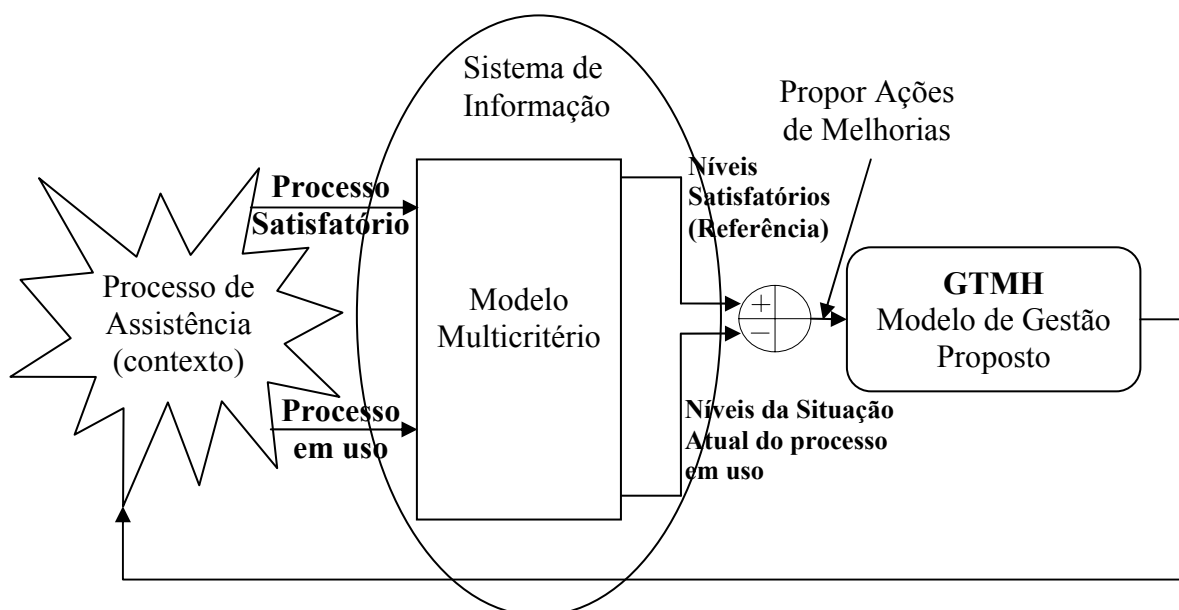 Sistema de
Informação
Propor Ações
de Melhorias
Processo
Satisfatório
Níveis
Satisfatórios
(Referência)
Processo de
Assistência
(contexto)
Modelo
Multicritério
+
−
GTMH
Modelo de Gestão
Proposto
Processo
em uso
Níveis da Situação
Atual do processo
em uso